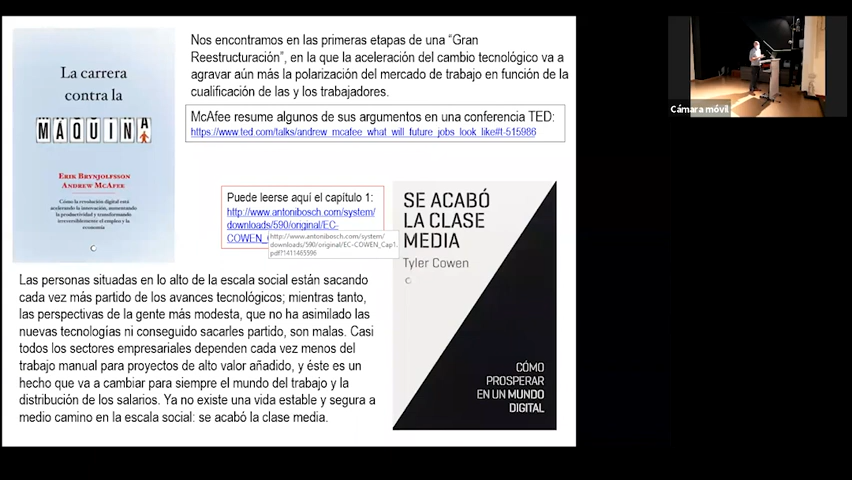 La carrera
contra la
MÁQUINA
ERIK BRYNJOLFSSON
ANDREW MCAFEE
Cómo la revolución digital está
acelerando la innovación, aumentando
la productividad y transformando
irreversiblemente el empleo y la
economía
Nos encontramos en las primeras etapas de una “Gran
Reestructuración”, en la que la aceleración del cambio tecnológico va a
agravar aún más la polarización del mercado de trabajo en función de la
cualificación de las y los trabajadores.
McAfee resume algunos de sus argumentos en una conferencia TED:
https://www.ted.com/talks/andrew_mcafee_what_will_future_jobs_look_like#t-515986
Cámara móvil
Puede leerse aquí el capítulo 1:
http://www.antonibosch.com/system/
downloads/590/original/EC-
COWEN_
http://www.antonibosch.com/system/
downloads/590/original/EC-COWEN_Cap1.
pdf?1411465596
SE ACABÓ
LA CLASE
MEDIA
Tyler Cowen
CÓMO
PROSPERAR
EN UN MUNDO
DIGITAL
Las personas situadas en lo alto de la escala social están sacando
cada vez más partido de los avances tecnológicos; mientras tanto,
las perspectivas de la gente más modesta, que no ha asimilado las
nuevas tecnologías ni conseguido sacarles partido, son malas. Casi
todos los sectores empresariales dependen cada vez menos del
trabajo manual para proyectos de alto valor añadido, y éste es un
hecho que va a cambiar para siempre el mundo del trabajo y la
distribución de los salarios. Ya no existe una vida estable y segura a
medio camino en la escala social: se acabó la clase media.